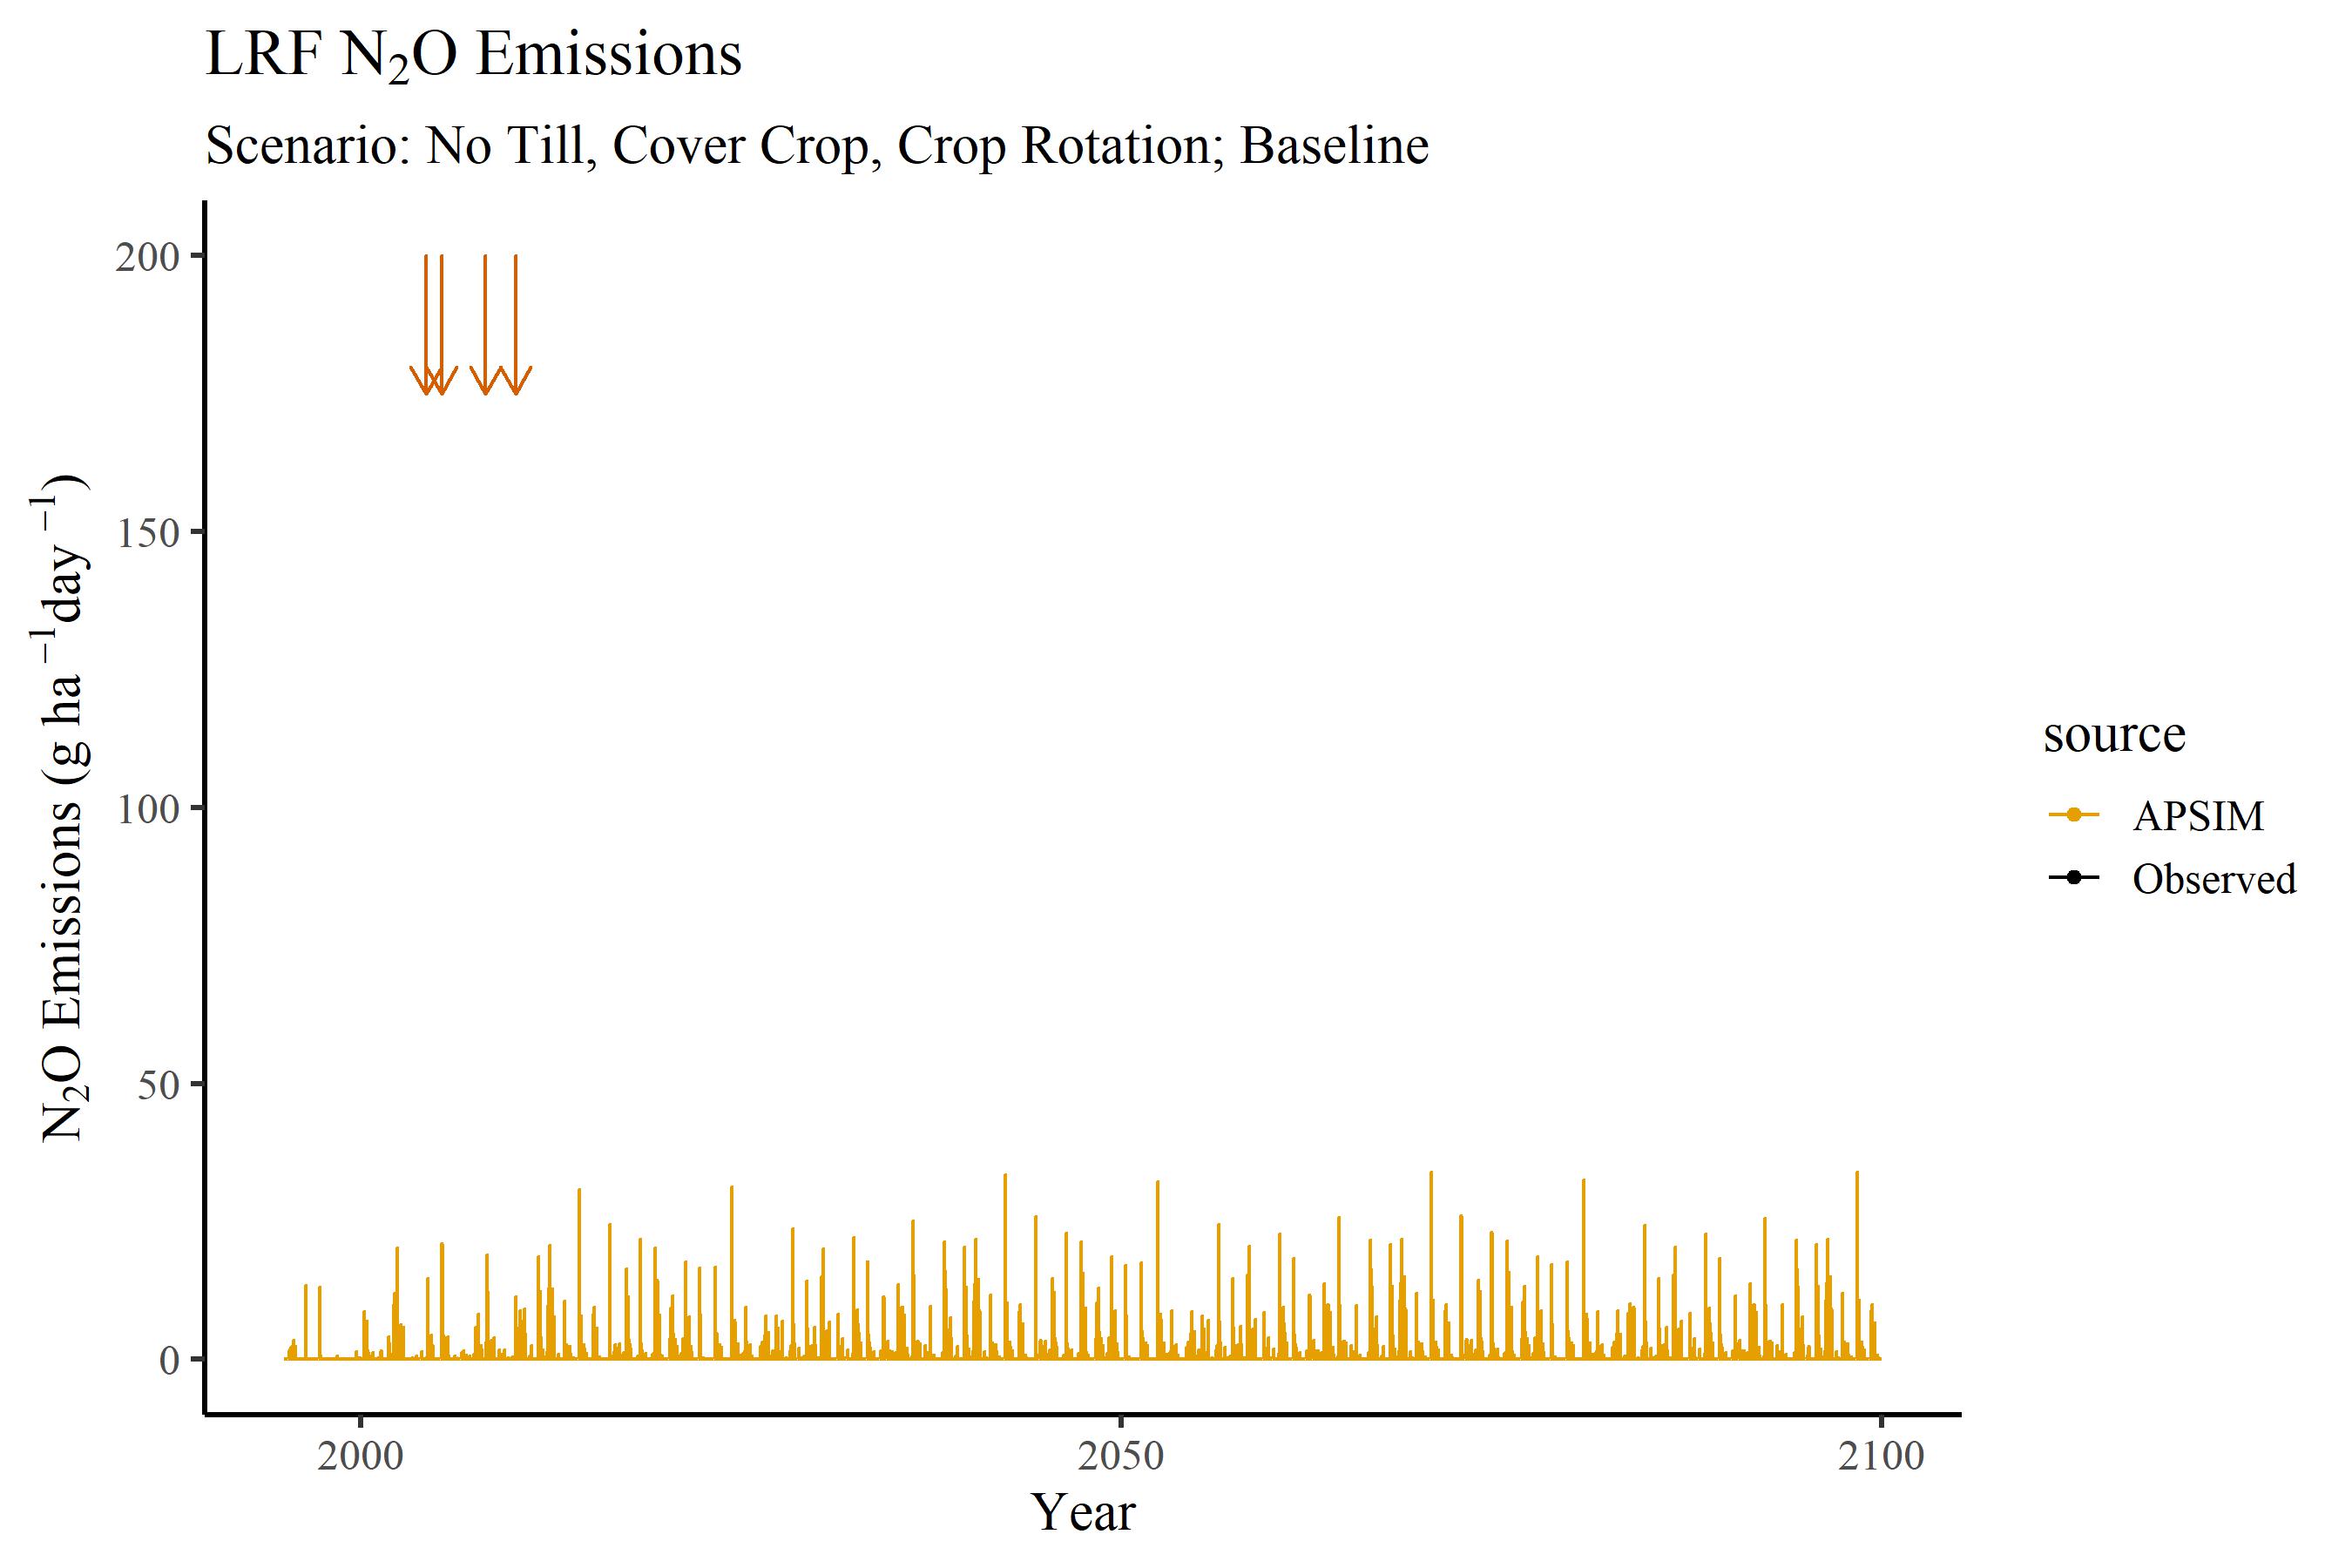 LRF N₂O Emissions
Scenario: No Till, Cover Crop, Crop Rotation; Baseline
N₂O Emissions (g ha ⁻¹day ⁻¹)
200
150
100
50
0
2000
2050
2100
Year
source
APSIM
Observed